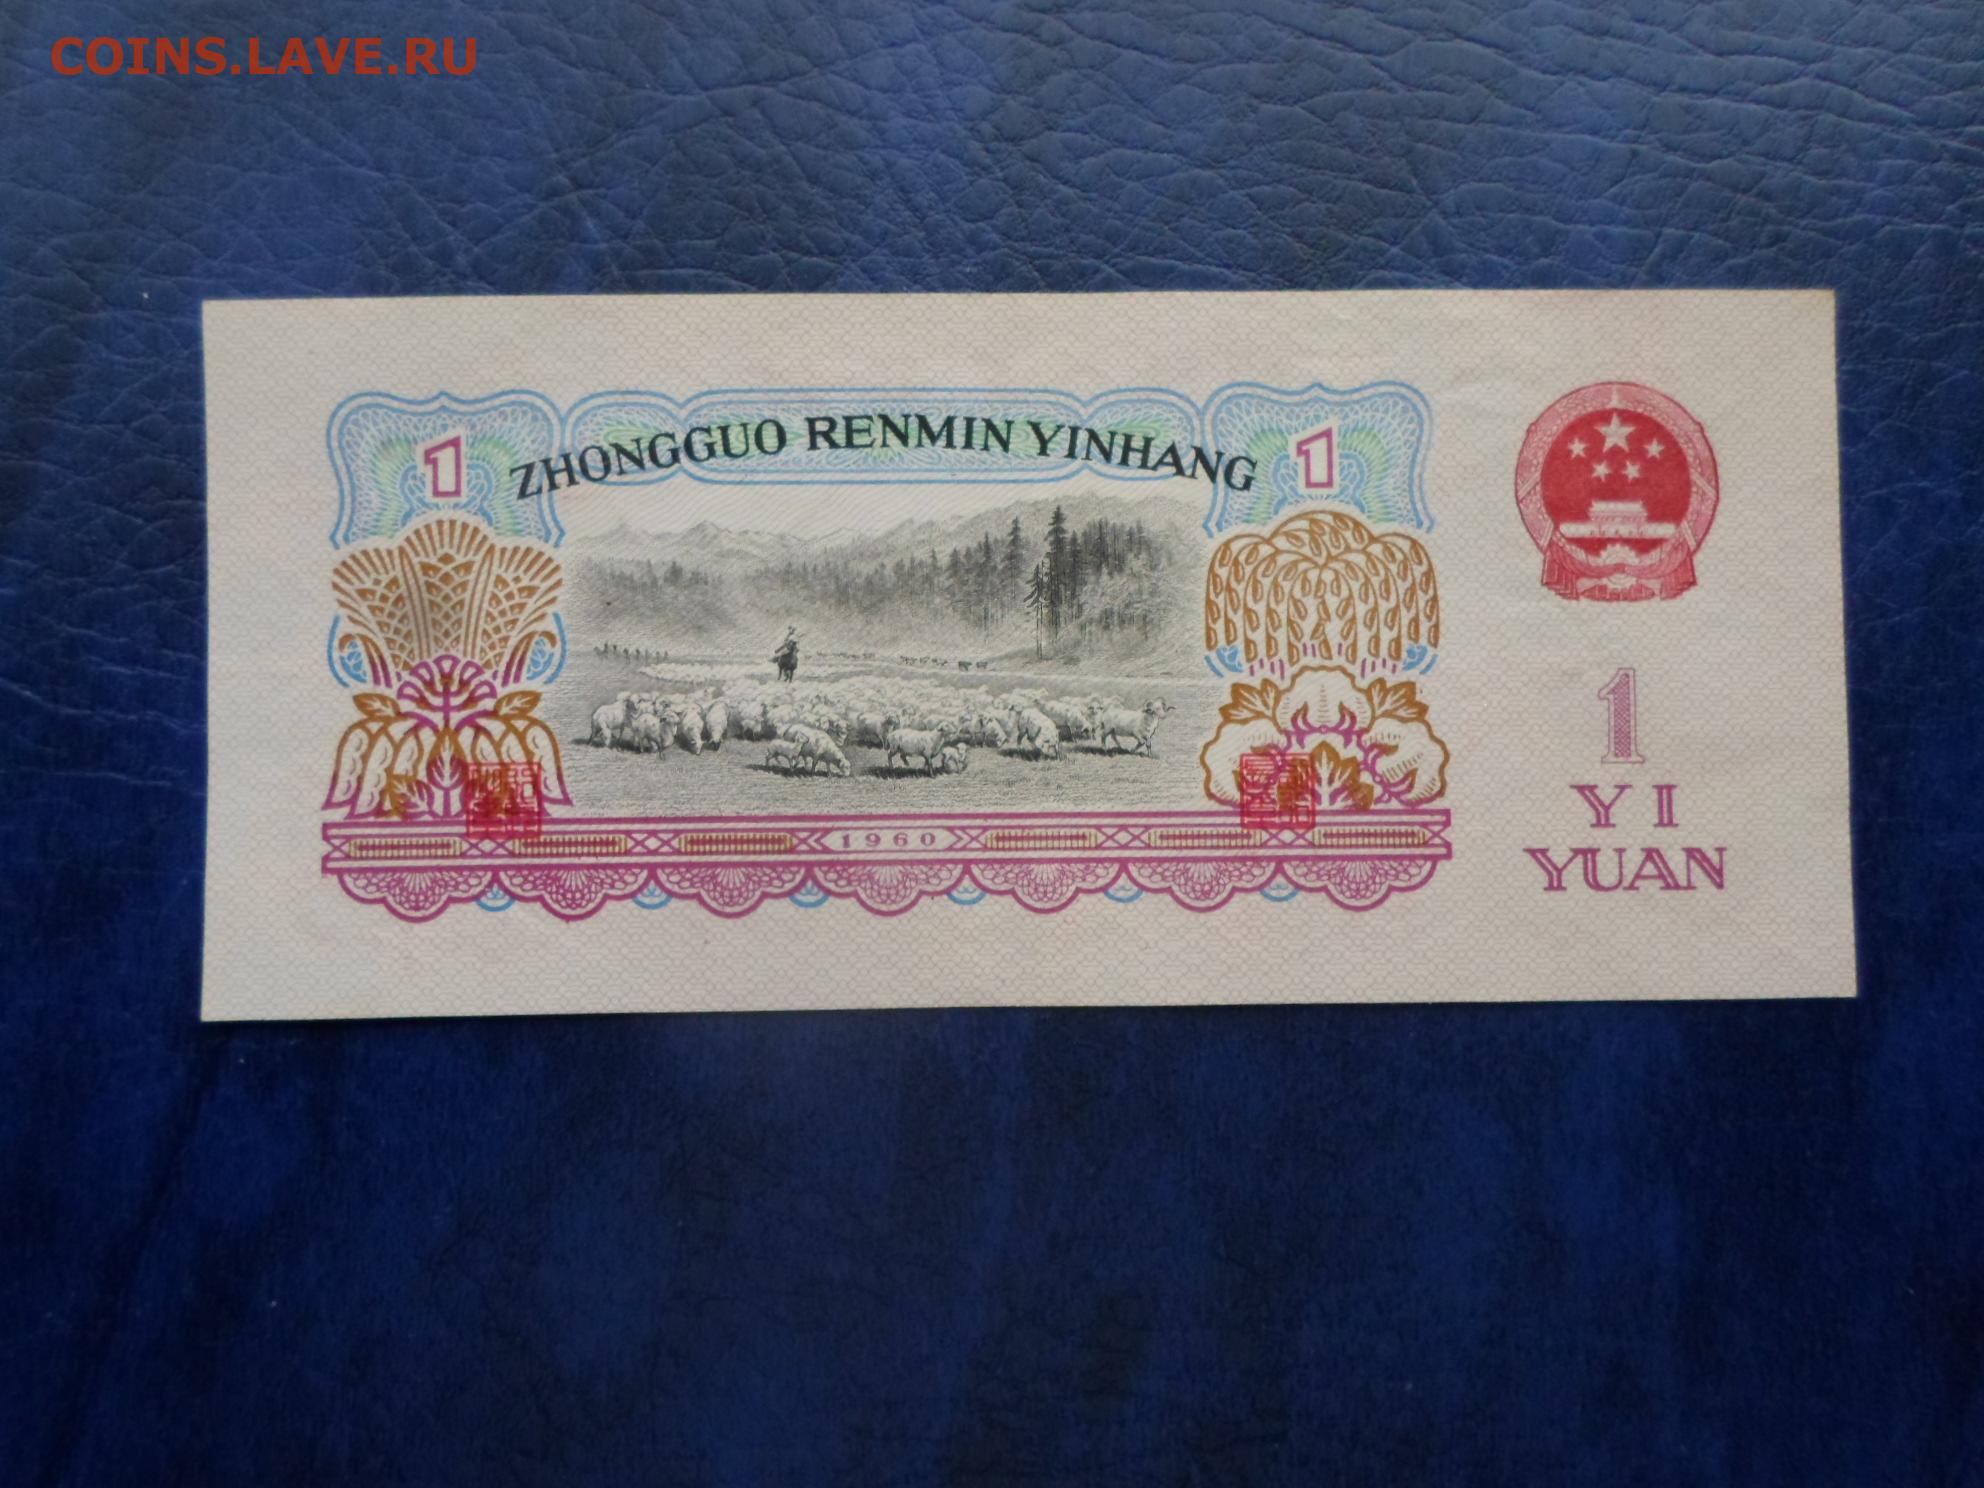 COINS.LAVE.RU
ZHONGGUO RENMIN YINHANG
1 1
1
YI
YUAN
1960